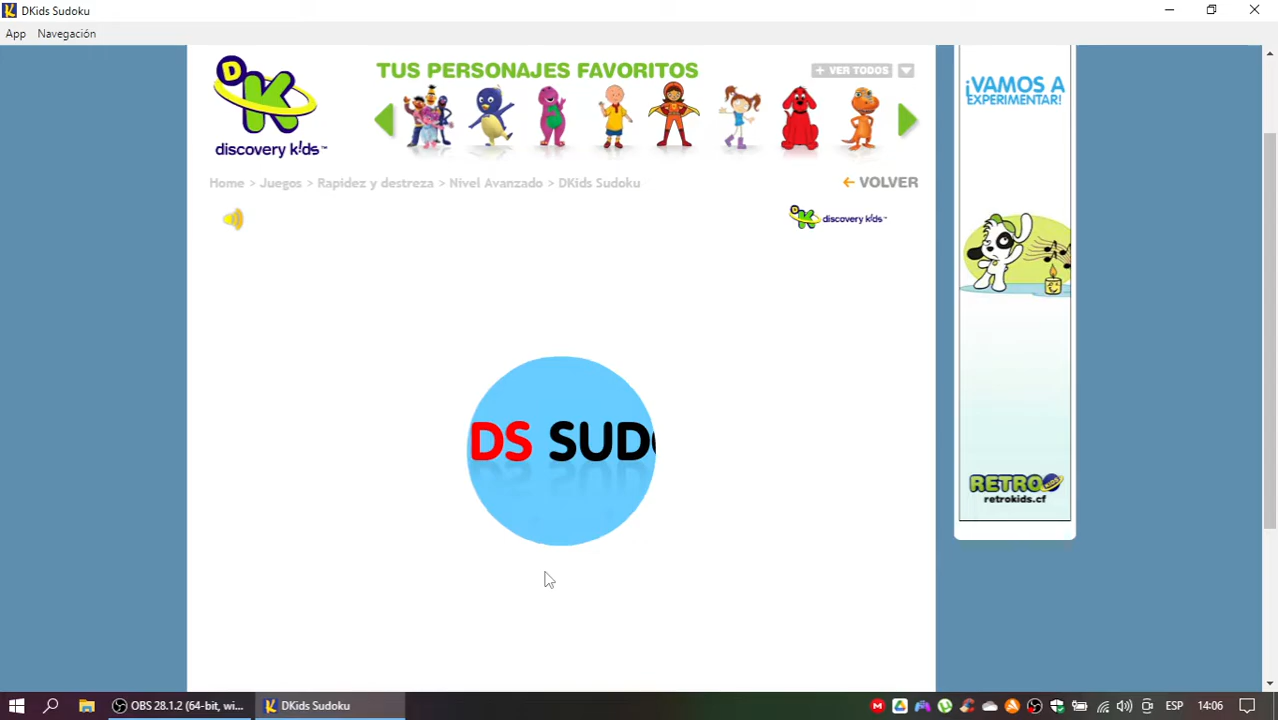 DKids Sudoku
App Navegación
D
K
discovery k!ds™
TUS PERSONAJES FAVORITOS
+ VER TODOS
¡VAMOS A
EXPERIMENTAR!
Home > Juegos > Rapidez y destreza > Nivel Avanzado > DKids Sudoku
VOLVER
discovery kids™
DS SUD
RETRO
retrokids.cf
OBS 28.1.2 (64-bit, wi...
DKids Sudoku
ESP
14:06